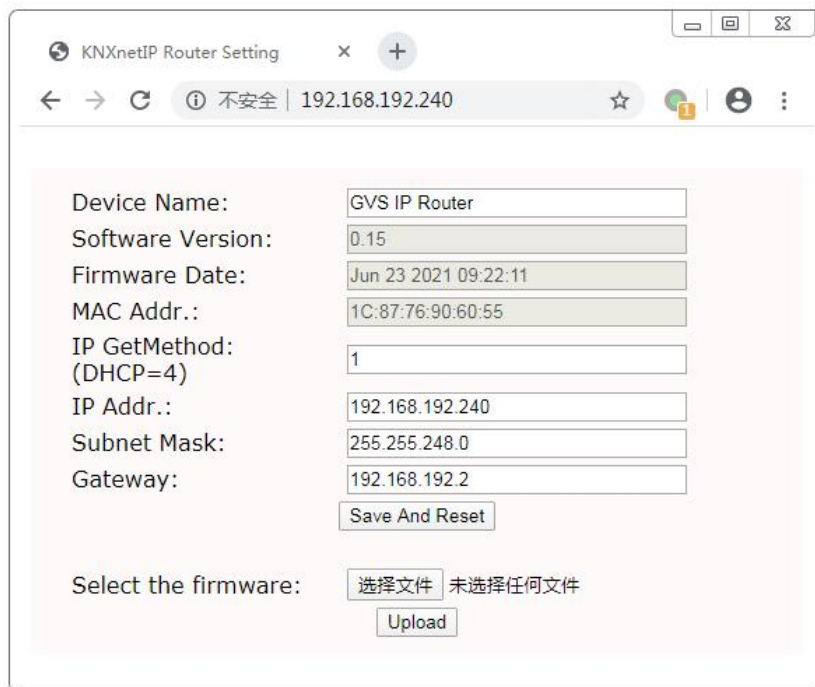 KNXnetIP Router Setting
不安全 192.168.192.240
1
Device Name: GVS IP Router
Software Version: 0.15
Firmware Date: Jun 23 2021 09:22:11
MAC Addr.: 1C:87:76:90:60:55
IP GetMethod:
(DHCP=4) 1
IP Addr.: 192.168.192.240
Subnet Mask: 255.255.248.0
Gateway: 192.168.192.2
Save And Reset
Select the firmware: 选择文件 未选择任何文件
Upload